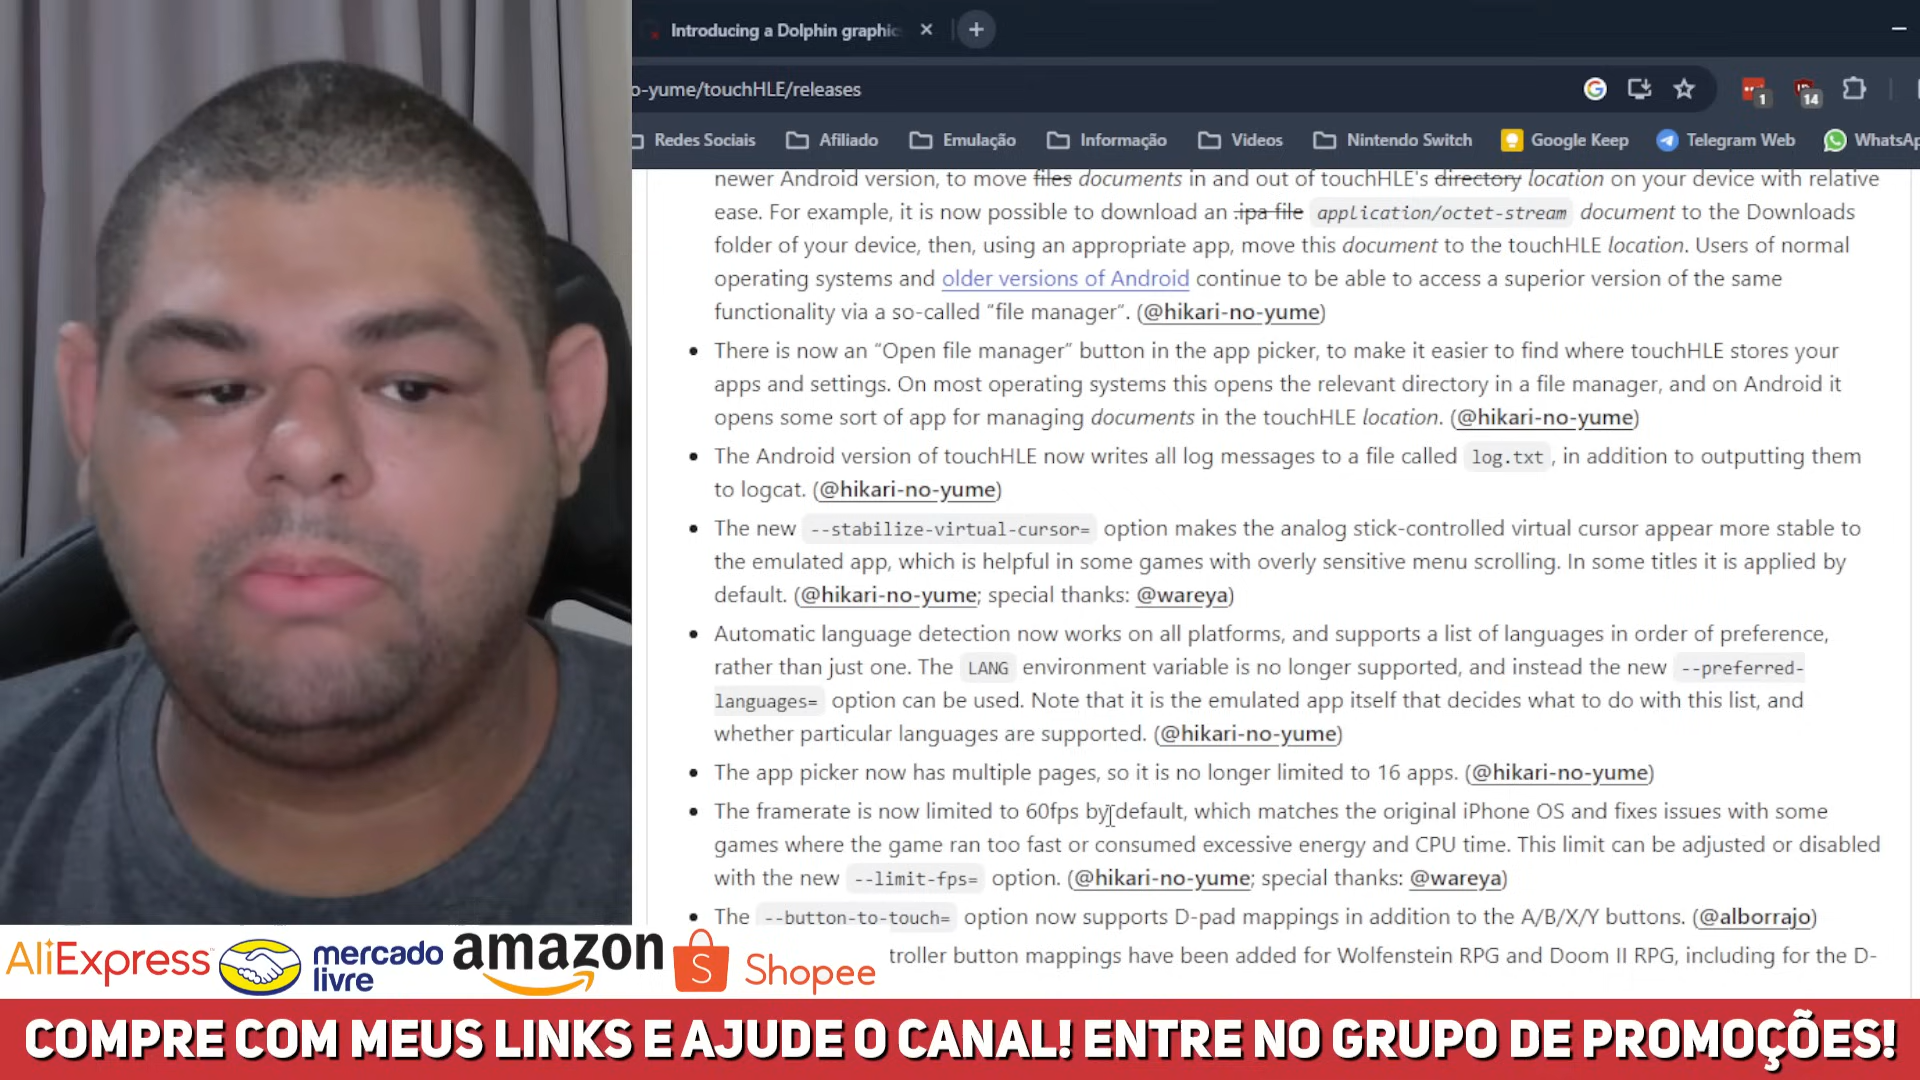 Introducing a Dolphin graphic
o-yume/touchHLE/releases
1
14
Redes Sociais
Afiliado
Emulação
Informação
Videos
Nintendo Switch
Google Keep
Telegram Web
WhatsAp
newer Android version, to move files documents in and out of touchHLE's directory location on your device with relative
ease. For example, it is now possible to download an .ipa file application/octet-stream document to the Downloads
folder of your device, then, using an appropriate app, move this document to the touchHLE location. Users of normal
operating systems and older versions of Android continue to be able to access a superior version of the same
functionality via a so-called “file manager”. (@hikari-no-yume)
• There is now an “Open file manager” button in the app picker, to make it easier to find where touchHLE stores your
apps and settings. On most operating systems this opens the relevant directory in a file manager, and on Android it
opens some sort of app for managing documents in the touchHLE location. (@hikari-no-yume)
• The Android version of touchHLE now writes all log messages to a file called log.txt, in addition to outputting them
to logcat. (@hikari-no-yume)
• The new --stabilize-virtual-cursor= option makes the analog stick-controlled virtual cursor appear more stable to
the emulated app, which is helpful in some games with overly sensitive menu scrolling. In some titles it is applied by
default. (@hikari-no-yume; special thanks: @wareya)
• Automatic language detection now works on all platforms, and supports a list of languages in order of preference,
rather than just one. The LANG environment variable is no longer supported, and instead the new --preferred-
languages= option can be used. Note that it is the emulated app itself that decides what to do with this list, and
whether particular languages are supported. (@hikari-no-yume)
• The app picker now has multiple pages, so it is no longer limited to 16 apps. (@hikari-no-yume)
• The framerate is now limited to 60fps by default, which matches the original iPhone OS and fixes issues with some
games where the game ran too fast or consumed excessive energy and CPU time. This limit can be adjusted or disabled
with the new --limit-fps= option. (@hikari-no-yume; special thanks: @wareya)
• The --button-to-touch= option now supports D-pad mappings in addition to the A/B/X/Y buttons. (@alborrajo)
troller button mappings have been added for Wolfenstein RPG and Doom II RPG, including for the D-
AliExpress
mercado
livre
amazon
S Shopee
COMPRE COM MEUS LINKS E AJUDE O CANAL! ENTRE NO GRUPO DE PROMOÇÕES!